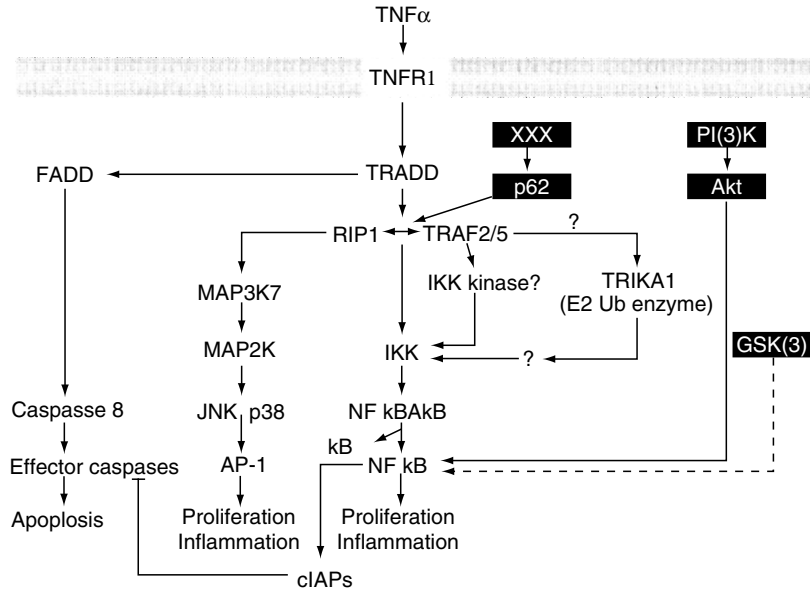 TNFα
TNFR1
XXX
PI(3)K
FADD
TRADD
p62
Akt
RIP1
TRAF2/5
?
MAP3K7
IKK kinase?
TRIKA1
(E2 Ub enzyme)
MAP2K
IKK
?
GSK(3)
Caspasse 8
JNK p38
NF kBAkB
kB
Effector caspases
AP-1
NF kB
Apoplosis
Proliferation
Inflammation
Proliferation
Inflammation
cIAPs